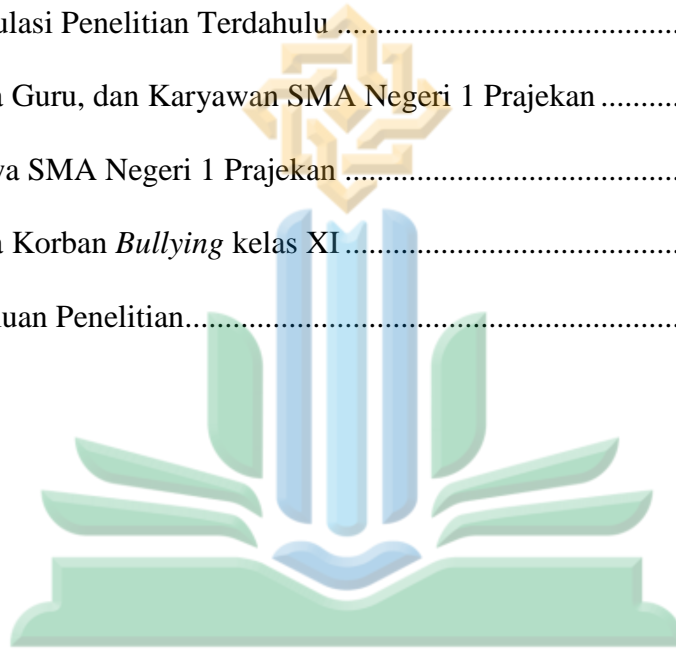 ulasi Penelitian Terdahulu ....................................
a Guru, dan Karyawan SMA Negeri 1 Prajekan .........
va SMA Negeri 1 Prajekan ....................................
a Korban Bullying kelas XI ...................................
uan Penelitian.......................................................